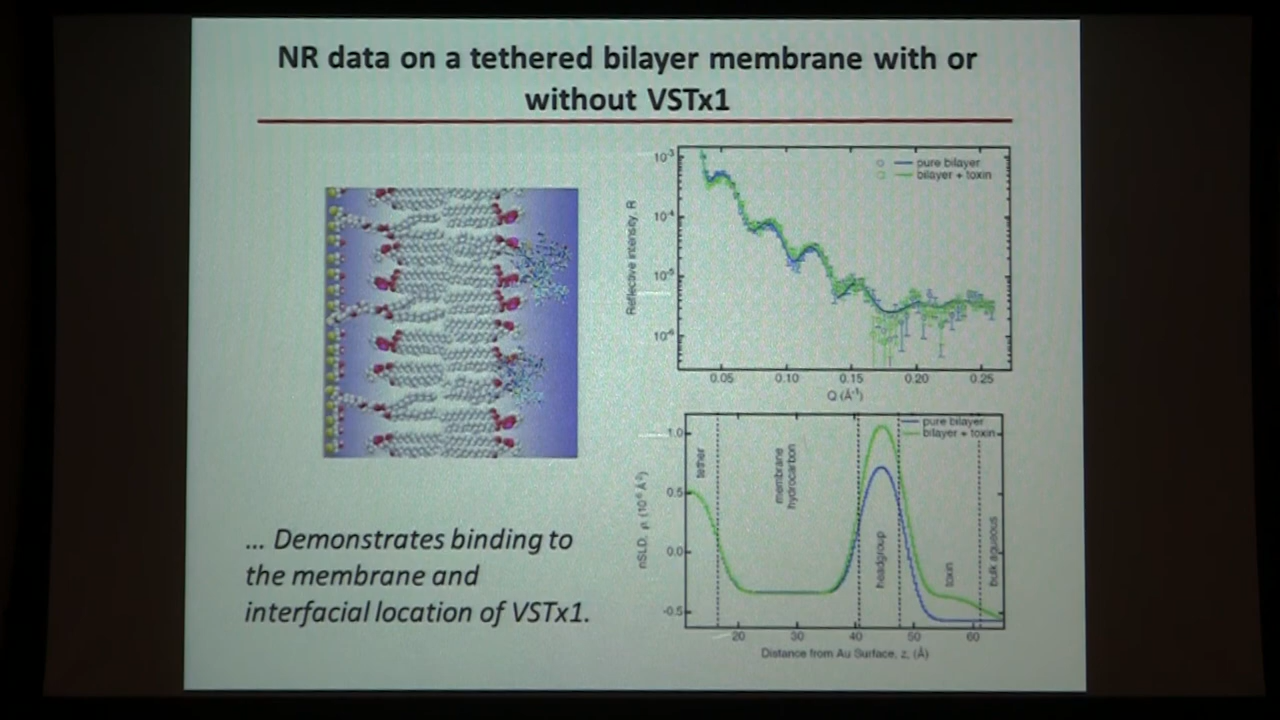 NR data on a tethered bilayer membrane with or
without VSTx1
10⁻³
10⁻⁴
10⁻⁵
10⁻⁶
Reflective intensity, R
pure bilayer
bilayer + toxin
0.05 0.10 0.15 0.20 0.25
Q (Å⁻¹)
1.0
0.5
0.0
-0.5
nSLD, ρ, (10⁻⁶ Å⁻²)
tether
membrane
hydrocarbon
headgroup
toxin
bulk aqueous
pure bilayer
bilayer + toxin
20 30 40 50 60
Distance from Au Surface, z, (Å)
... Demonstrates binding to
the membrane and
interfacial location of VSTx1.